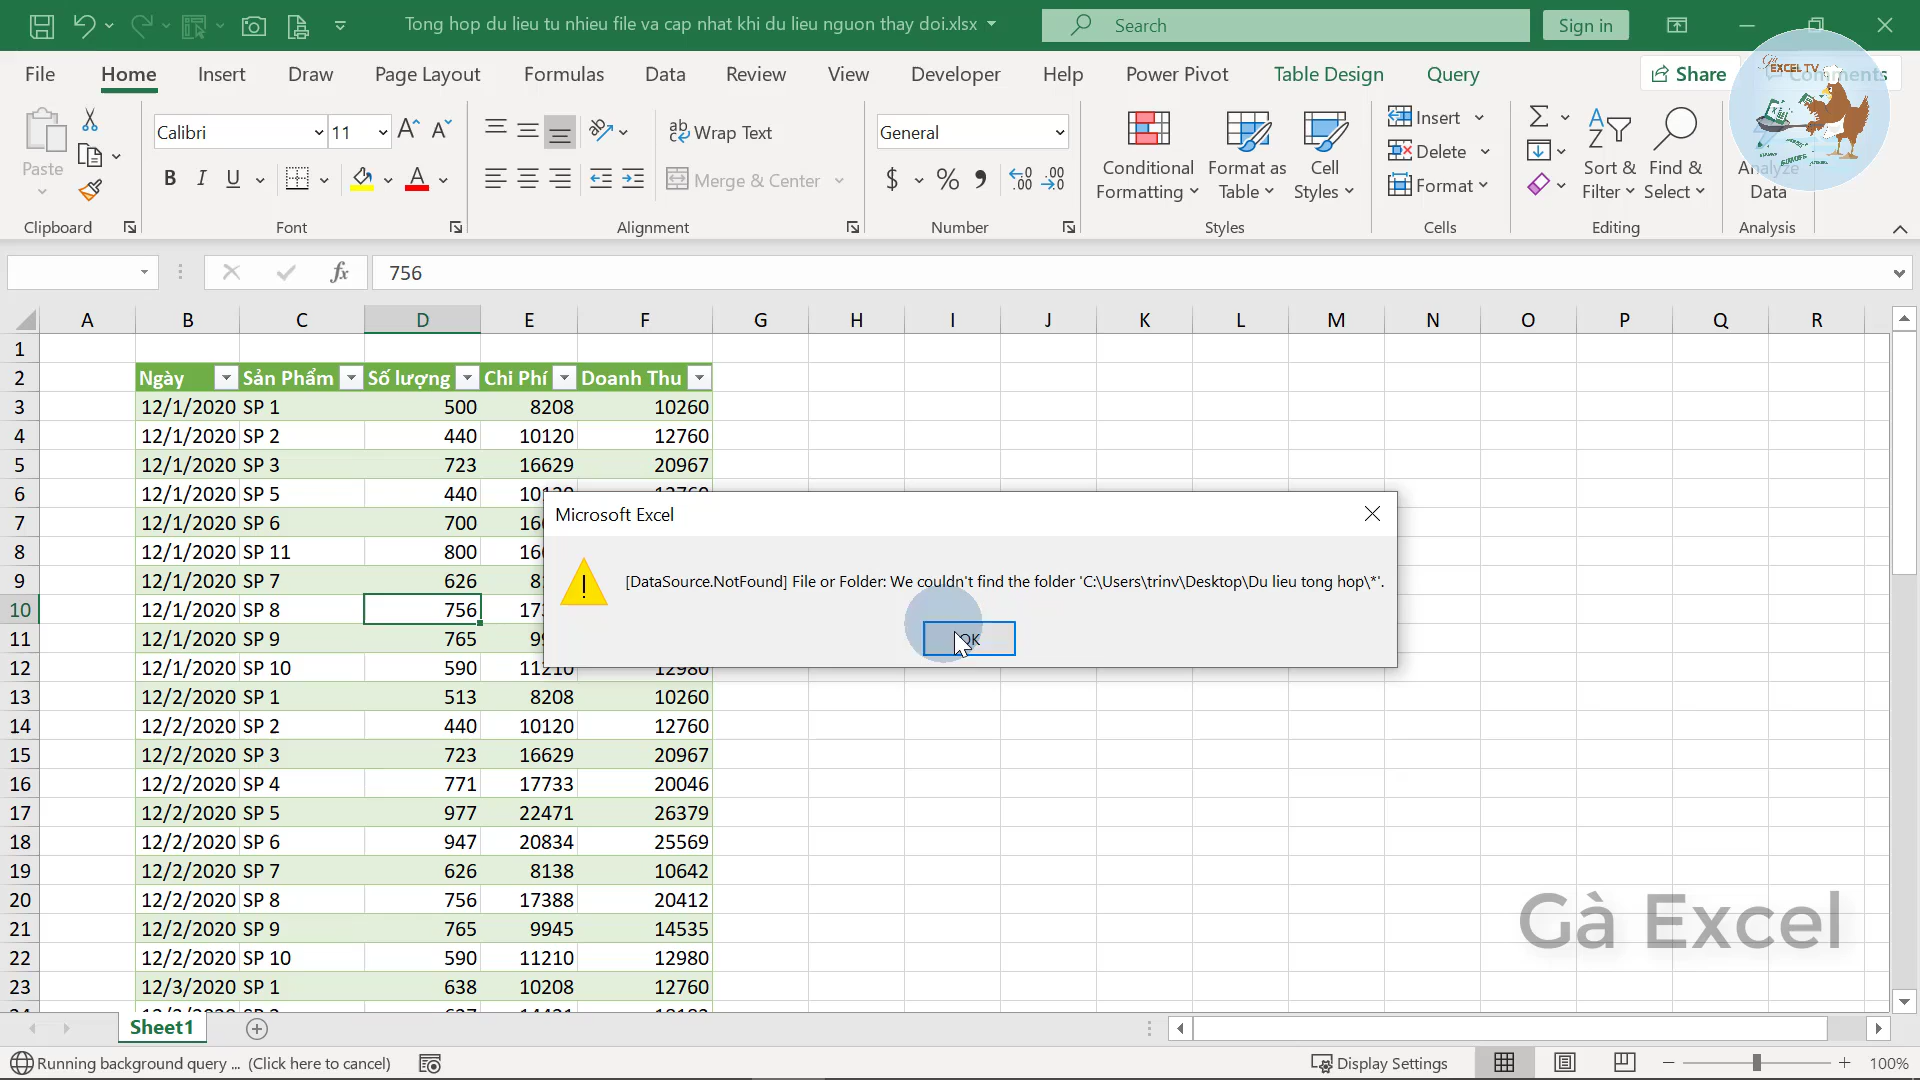 Tong hop du lieu tu nhieu file va cap nhat khi du lieu nguon thay doi.xlsx
Search
Sign in
File Home Insert Draw Page Layout Formulas Data Review View Developer Help Power Pivot Table Design Query
Share
Comments
EXCEL TV
Paste
Calibri 11
B I U
Wrap Text
Merge & Center
General
$ % 9
Conditional Formatting
Format as Table
Cell Styles
Insert
Delete
Format
Sort & Filter
Find & Select
Analyze Data
Clipboard Font Alignment Number Styles Cells Editing Analysis
fx 756
A B C D E F G H I J K L M N O P Q R
1
2 Ngày Sản Phẩm Số lượng Chi Phí Doanh Thu
3 12/1/2020 SP 1 500 8208 10260
4 12/1/2020 SP 2 440 10120 12760
5 12/1/2020 SP 3 723 16629 20967
6 12/1/2020 SP 5 440
7 12/1/2020 SP 6 700
8 12/1/2020 SP 11 800
9 12/1/2020 SP 7 626
10 12/1/2020 SP 8 756
11 12/1/2020 SP 9 765
12 12/1/2020 SP 10 590 11210 12980
13 12/2/2020 SP 1 513 8208 10260
14 12/2/2020 SP 2 440 10120 12760
15 12/2/2020 SP 3 723 16629 20967
16 12/2/2020 SP 4 771 17733 20046
17 12/2/2020 SP 5 977 22471 26379
18 12/2/2020 SP 6 947 20834 25569
19 12/2/2020 SP 7 626 8138 10642
20 12/2/2020 SP 8 756 17388 20412
21 12/2/2020 SP 9 765 9945 14535
22 12/2/2020 SP 10 590 11210 12980
23 12/3/2020 SP 1 638 10208 12760
Microsoft Excel
[DataSource.NotFound] File or Folder: We couldn't find the folder 'C:\Users\trinv\Desktop\Du lieu tong hop\*'.
OK
Gà Excel
Sheet1
Running background query ... (Click here to cancel)
Display Settings
100%